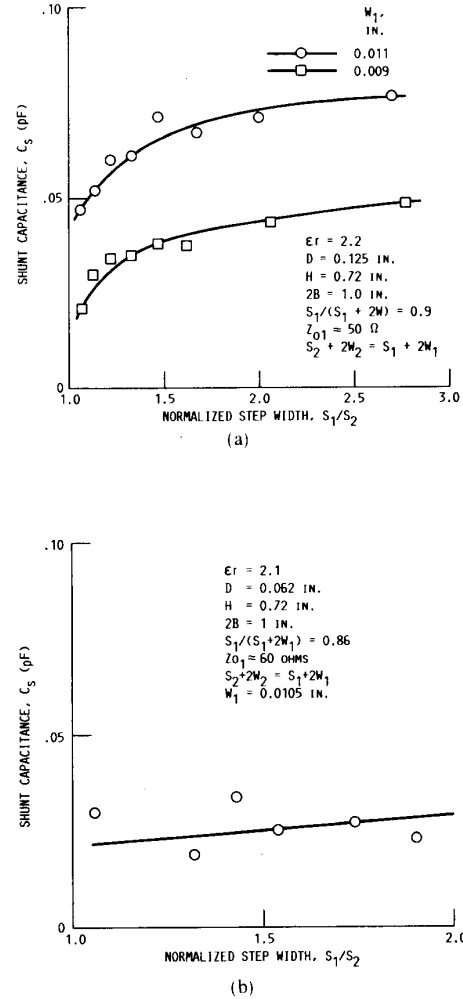 .10
W₁,
IN.
0.011
0.009
SHUNT CAPACITANCE, Cₛ (pF)
.05
εr = 2.2
D = 0.125 IN.
H = 0.72 IN.
2B = 1.0 IN.
S₁/(S₁ + 2W) = 0.9
Z₀₁ ≈ 50 Ω
S₂ + 2W₂ = S₁ + 2W₁
0
1.0 1.5 2.0 2.5 3.0
NORMALIZED STEP WIDTH, S₁/S₂
(a)
.10
εr = 2.1
D = 0.062 IN.
H = 0.72 IN.
2B = 1 IN.
S₁/(S₁+2W₁) = 0.86
Zo₁ ≈ 60 OHMS
S₂+2W₂ = S₁+2W₁
W₁ = 0.0105 IN.
SHUNT CAPACITANCE, Cₛ (pF)
.05
0
1.0 1.5 2.0
NORMALIZED STEP WIDTH, S₁/S₂
(b)